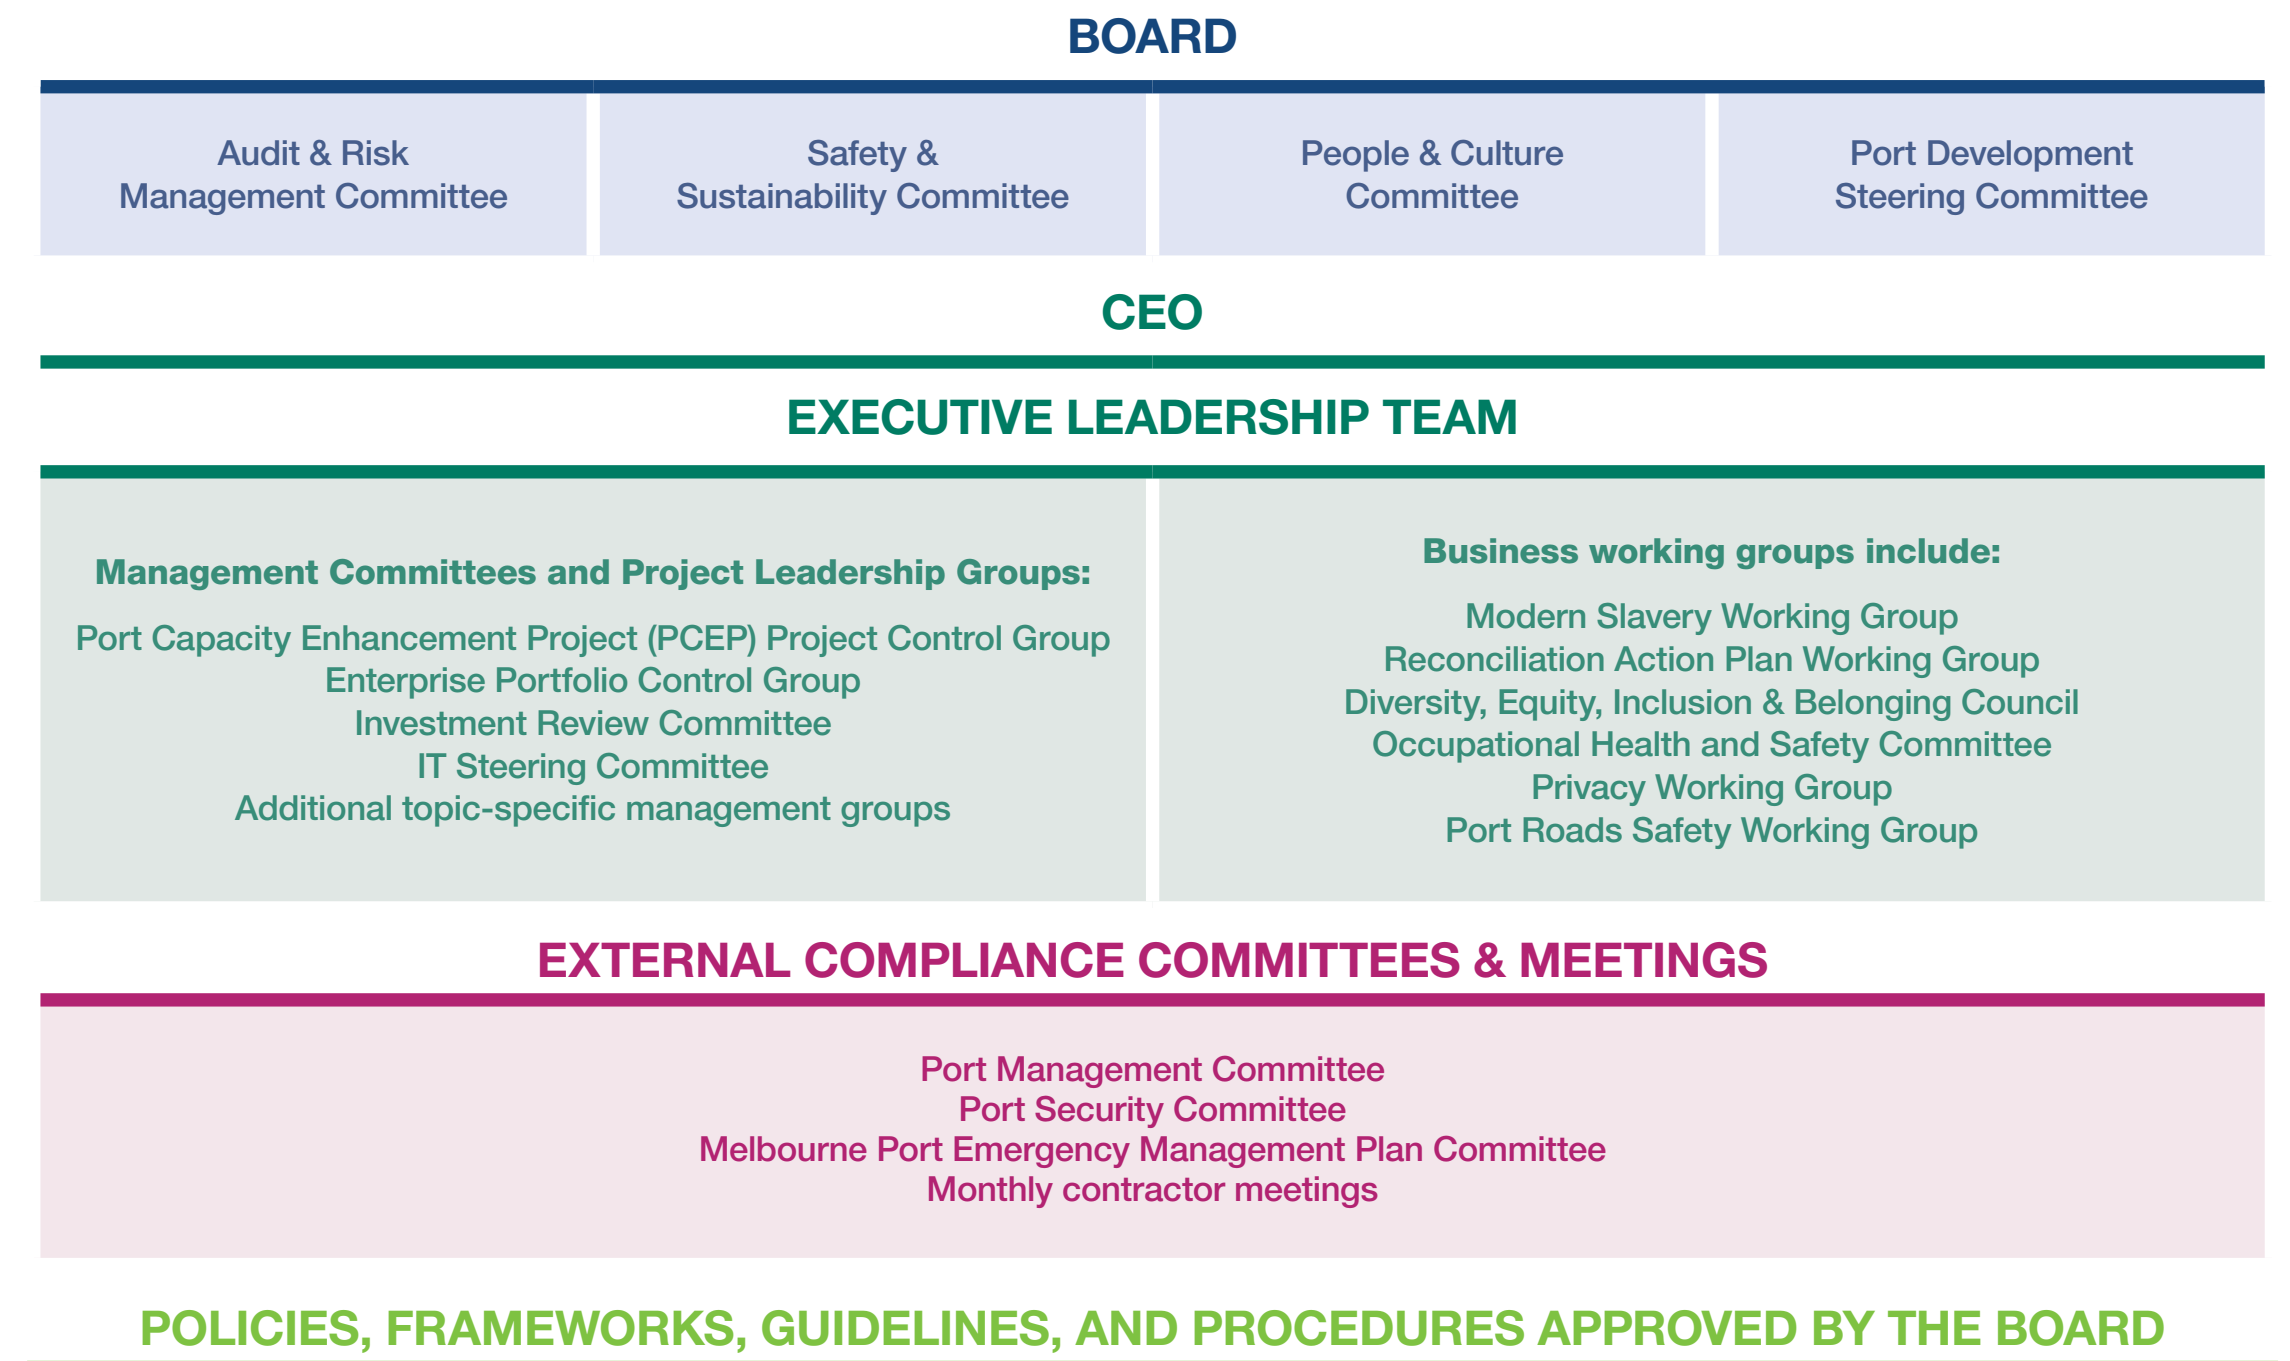 BOARD
Audit & Risk
Management Committee
Safety &
Sustainability Committee
People & Culture
Committee
Port Development
Steering Committee
CEO
EXECUTIVE LEADERSHIP TEAM
Management Committees and Project Leadership Groups:
Port Capacity Enhancement Project (PCEP) Project Control Group
Enterprise Portfolio Control Group
Investment Review Committee
IT Steering Committee
Additional topic-specific management groups
Business working groups include:
Modern Slavery Working Group
Reconciliation Action Plan Working Group
Diversity, Equity, Inclusion & Belonging Council
Occupational Health and Safety Committee
Privacy Working Group
Port Roads Safety Working Group
EXTERNAL COMPLIANCE COMMITTEES & MEETINGS
Port Management Committee
Port Security Committee
Melbourne Port Emergency Management Plan Committee
Monthly contractor meetings
POLICIES, FRAMEWORKS, GUIDELINES, AND PROCEDURES APPROVED BY THE BOARD